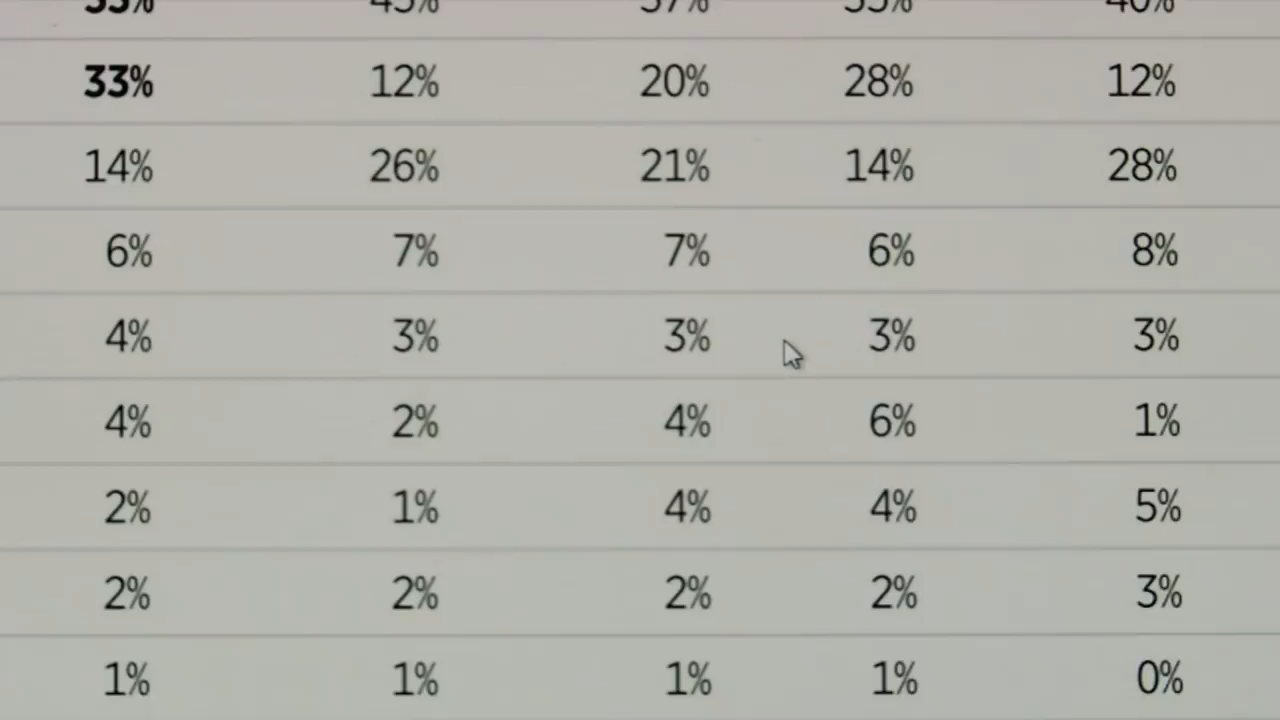 33% 12% 20% 28% 12%
14% 26% 21% 14% 28%
6% 7% 7% 6% 8%
4% 3% 3% 3% 3%
4% 2% 4% 6% 1%
2% 1% 4% 4% 5%
2% 2% 2% 2% 3%
1% 1% 1% 1% 0%